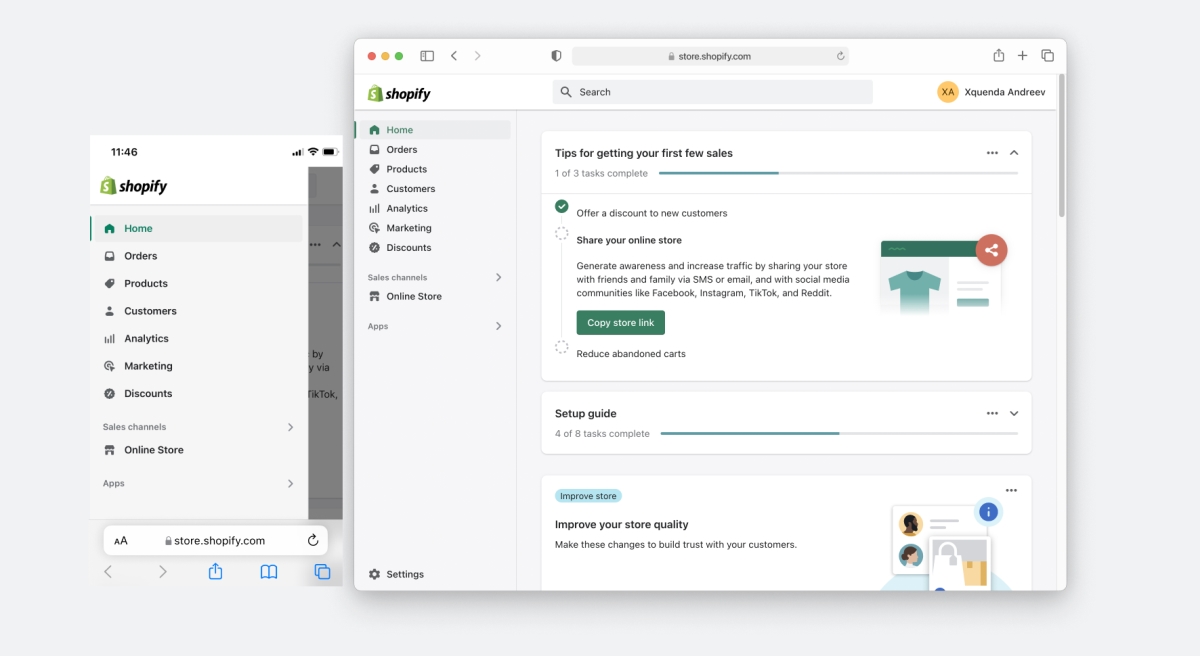 11:46
shopify
Home
Orders
Products
Customers
Analytics
Marketing
Discounts
Sales channels
Online Store
Apps
by
y via
TikTok,
AA
store.shopify.com
store.shopify.com
shopify
Search
XA Xquenda Andreev
Home
Orders
Products
Customers
Analytics
Marketing
Discounts
Sales channels
Online Store
Apps
Settings
Tips for getting your first few sales
1 of 3 tasks complete
Offer a discount to new customers
Share your online store
Generate awareness and increase traffic by sharing your store
with friends and family via SMS or email, and with social media
communities like Facebook, Instagram, TikTok, and Reddit.
Copy store link
Reduce abandoned carts
Setup guide
4 of 8 tasks complete
Improve store
Improve your store quality
Make these changes to build trust with your customers.